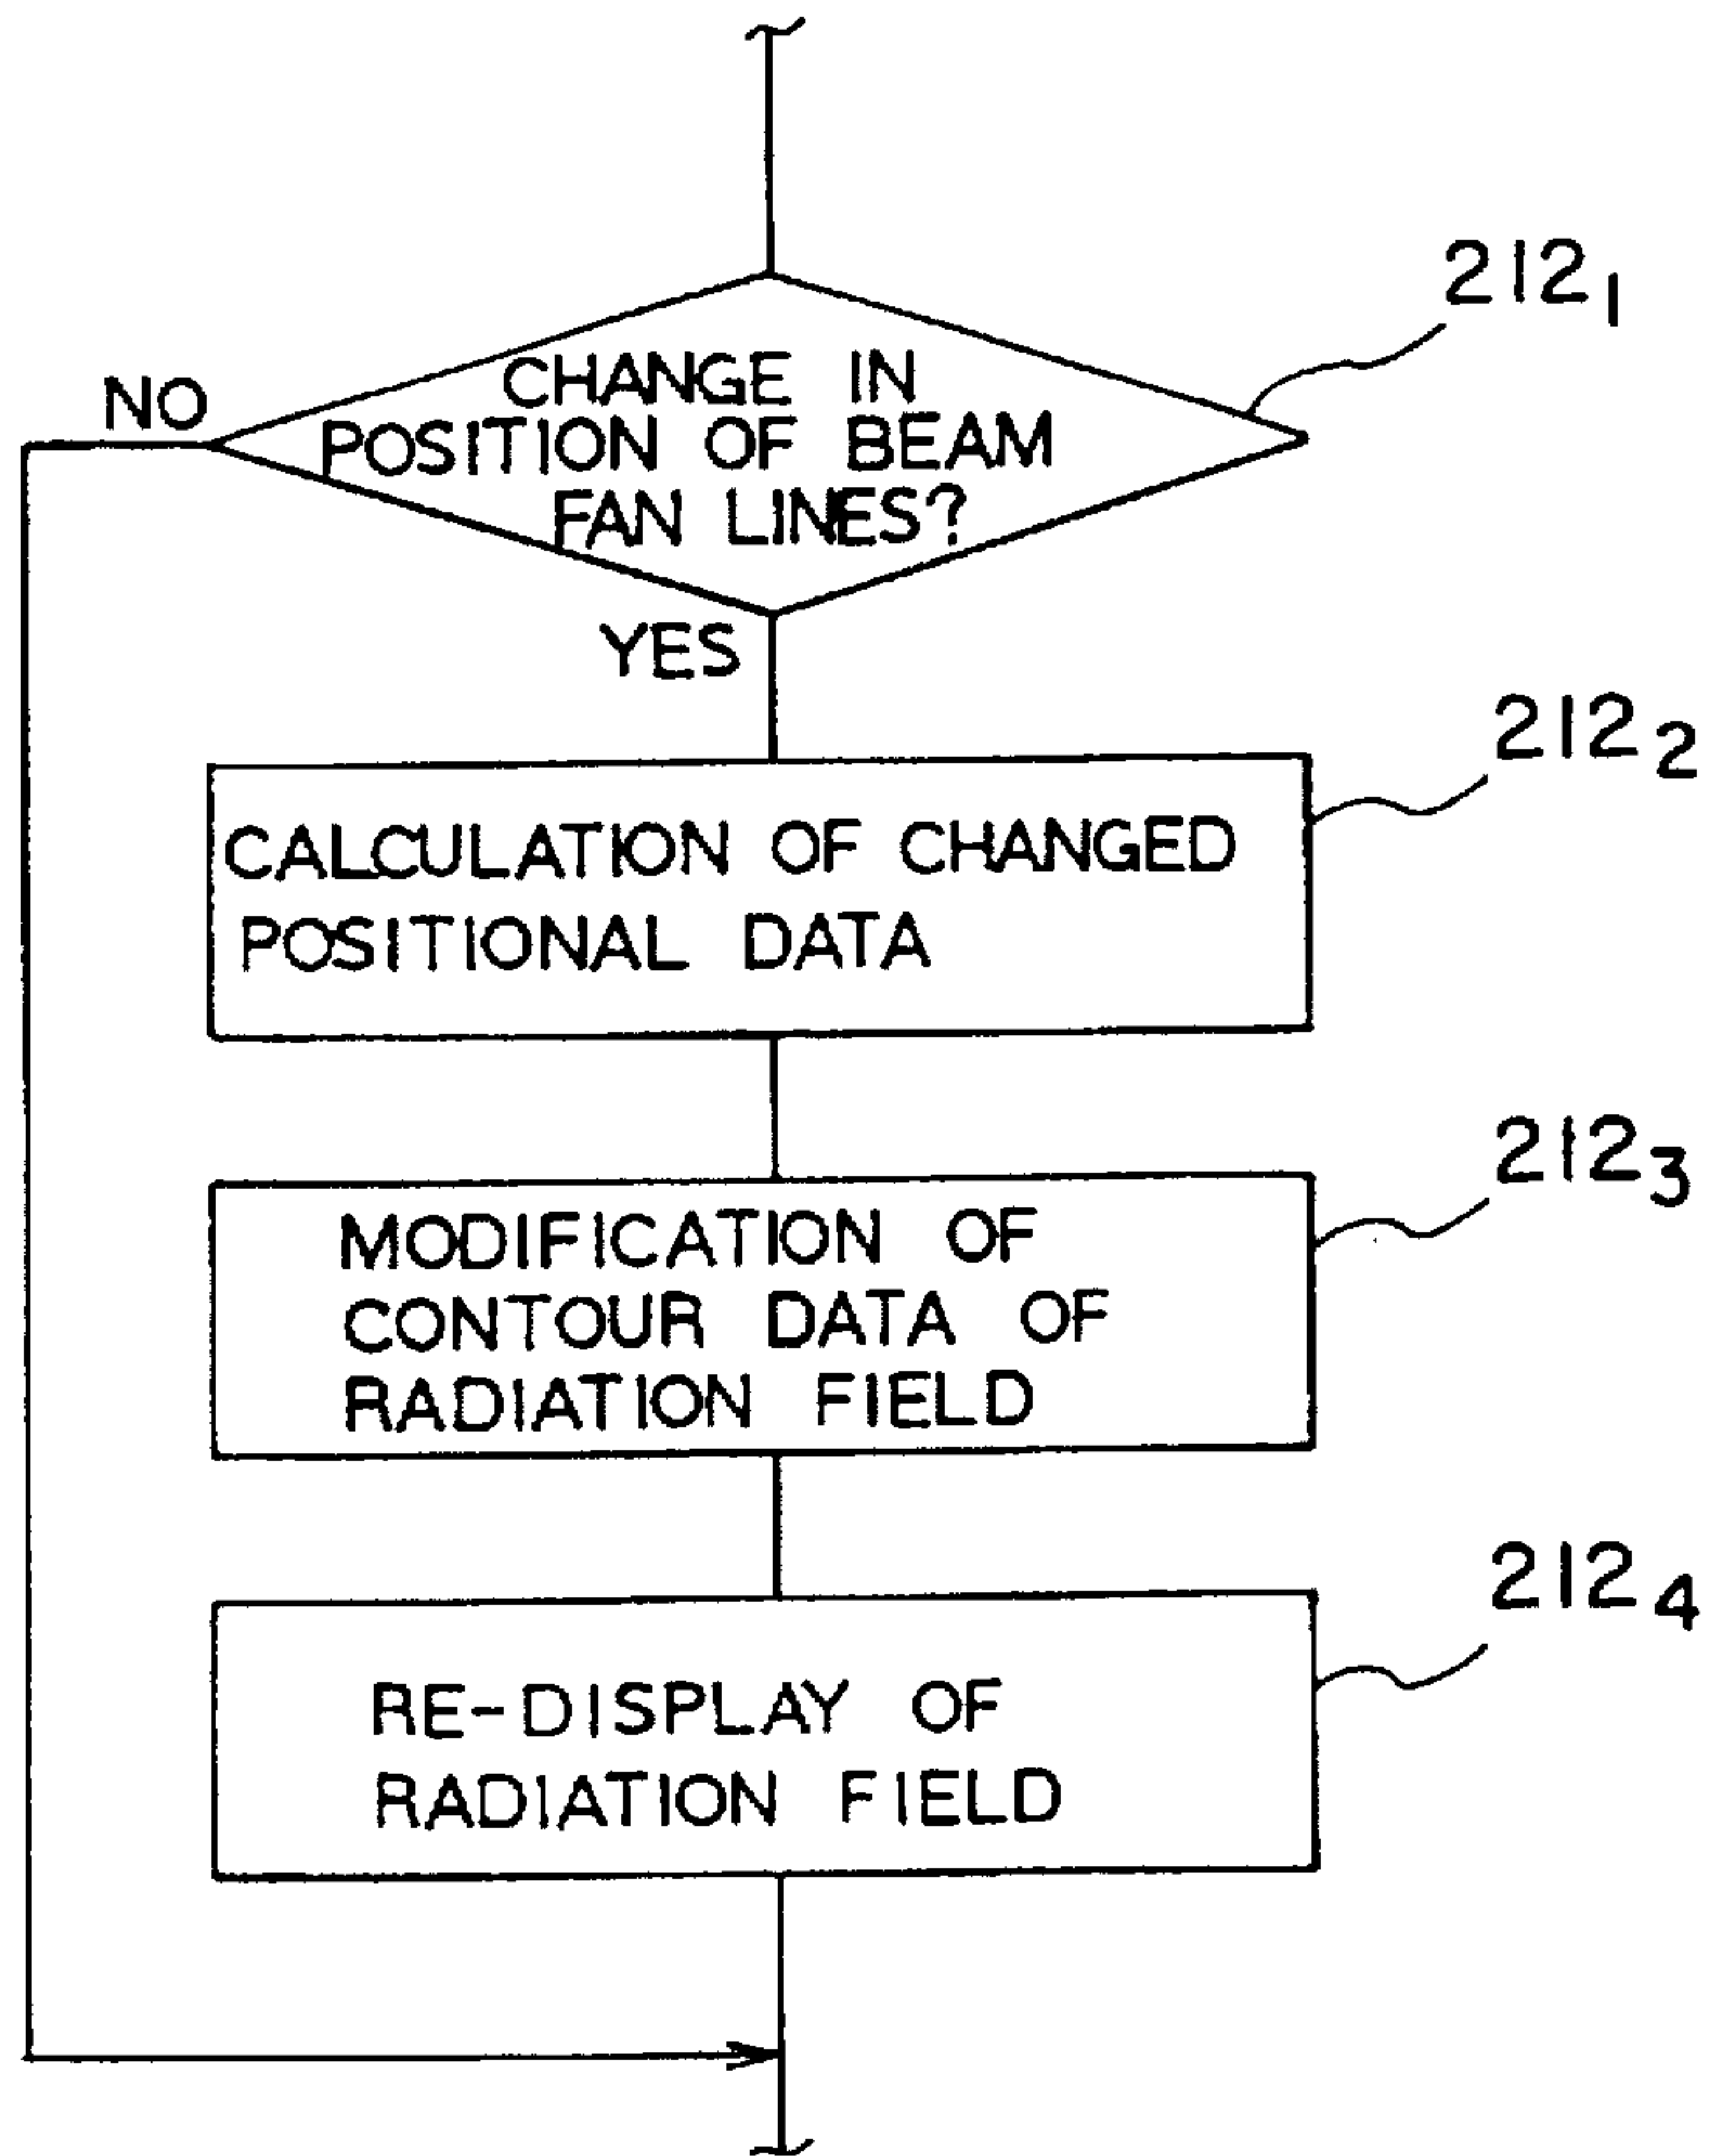 212₁
NO
CHANGE IN
POSITION OF BEAM
FAN LINES?
YES
212₂
CALCULATION OF CHANGED
POSITIONAL DATA
212₃
MODIFICATION OF
CONTOUR DATA OF
RADIATION FIELD
212₄
RE-DISPLAY OF
RADIATION FIELD